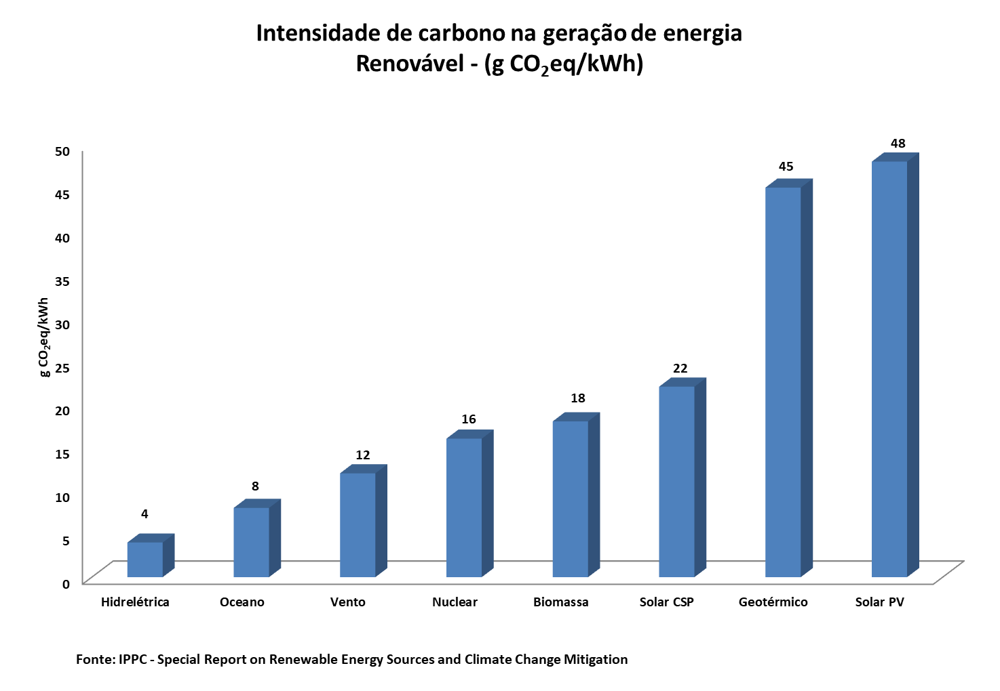 Intensidade de carbono na geração de energia
Renovável - (g CO₂eq/kWh)
g CO₂eq/kWh
50
45
40
35
30
25
20
15
10
5
0
4
8
12
16
18
22
45
48
Hidrelétrica
Oceano
Vento
Nuclear
Biomassa
Solar CSP
Geotérmico
Solar PV
Fonte: IPPC - Special Report on Renewable Energy Sources and Climate Change Mitigation